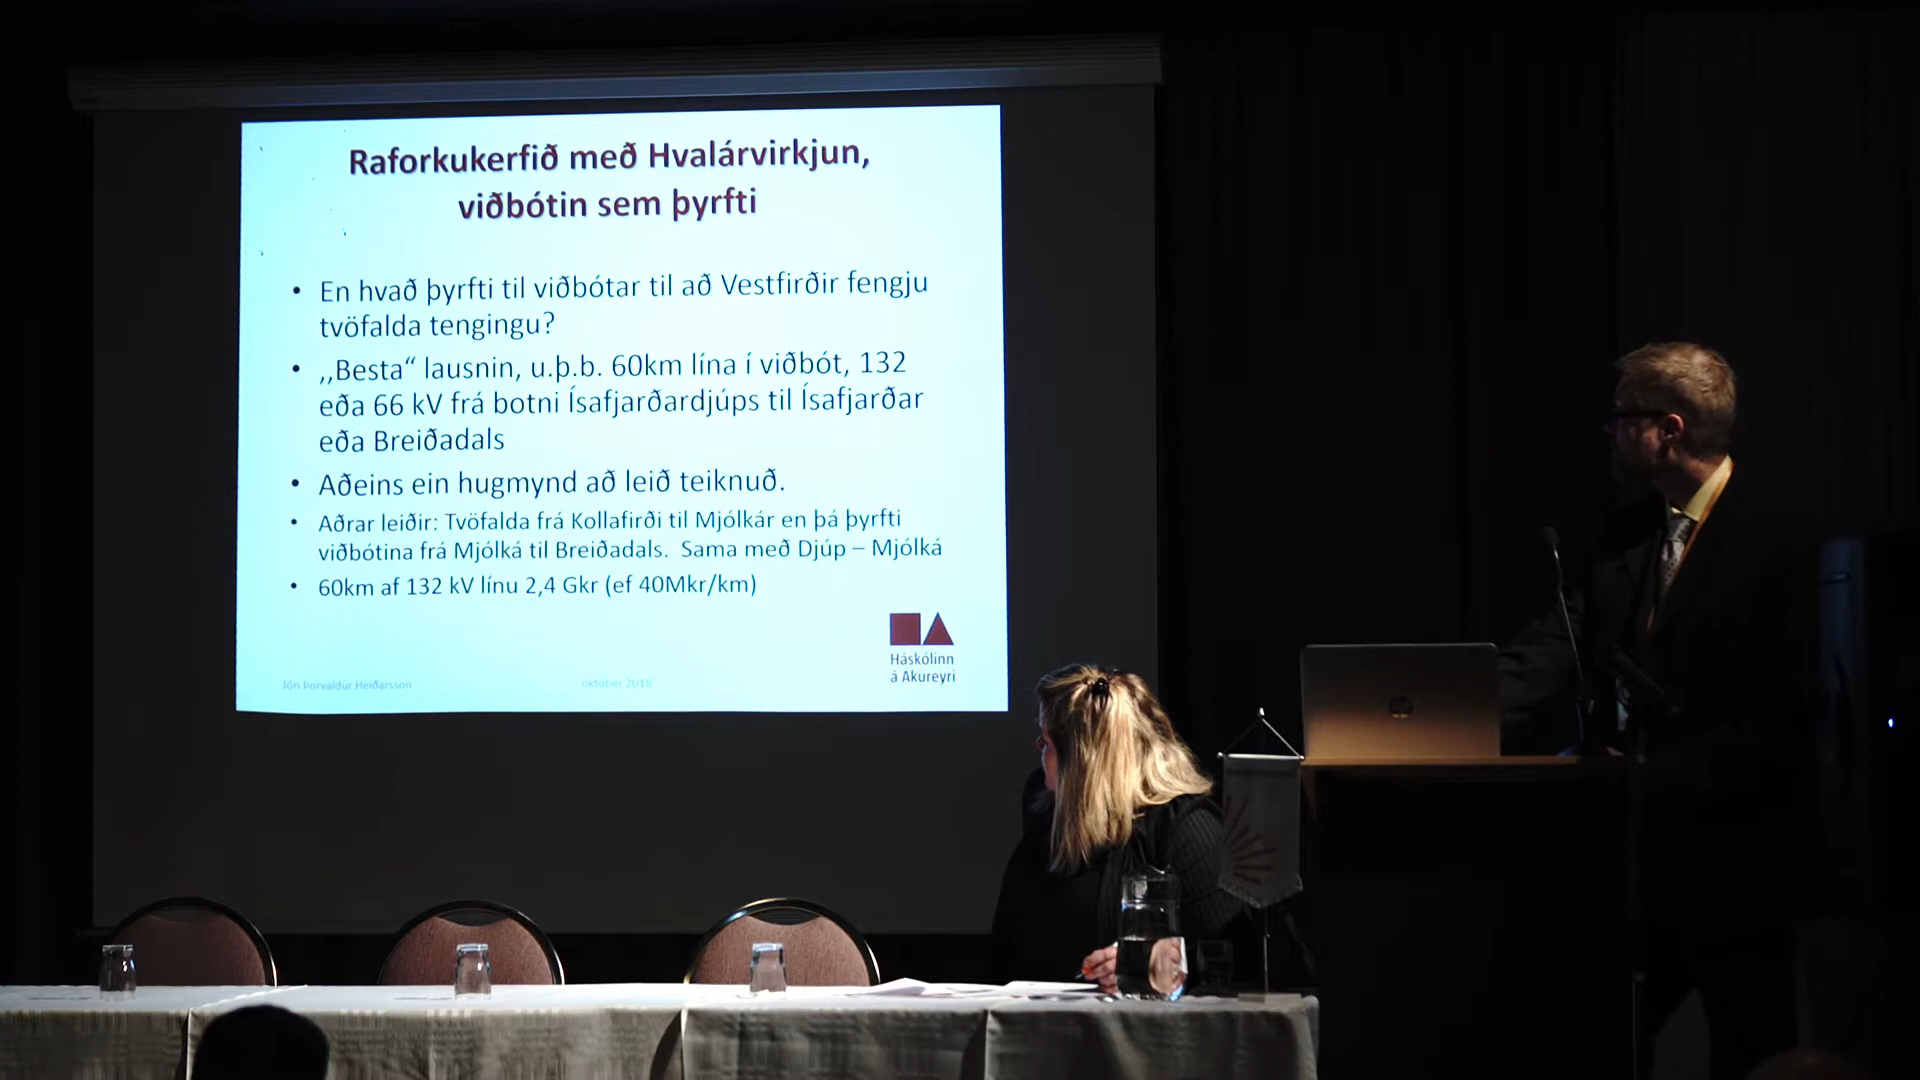 Raforkukerfið með Hvalárvirkjun,
viðbótin sem þyrfti
• En hvað þyrfti til viðbótar til að Vestfirðir fengju
tvöfalda tengingu?
• ,,Besta“ lausnin, u.þ.b. 60km lína í viðbót, 132
eða 66 kV frá botni Ísafjarðardjúps til Ísafjarðar
eða Breiðadals
• Aðeins ein hugmynd að leið teiknuð.
• Aðrar leiðir: Tvöfalda frá Kollafirði til Mjólkár en þá þyrfti
viðbótina frá Mjólká til Breiðadals. Sama með Djúp – Mjólká
• 60km af 132 kV línu 2,4 Gkr (ef 40Mkr/km)
Háskólinn
á Akureyri
Jón Þorvaldur Heiðarsson
október 2018
hp